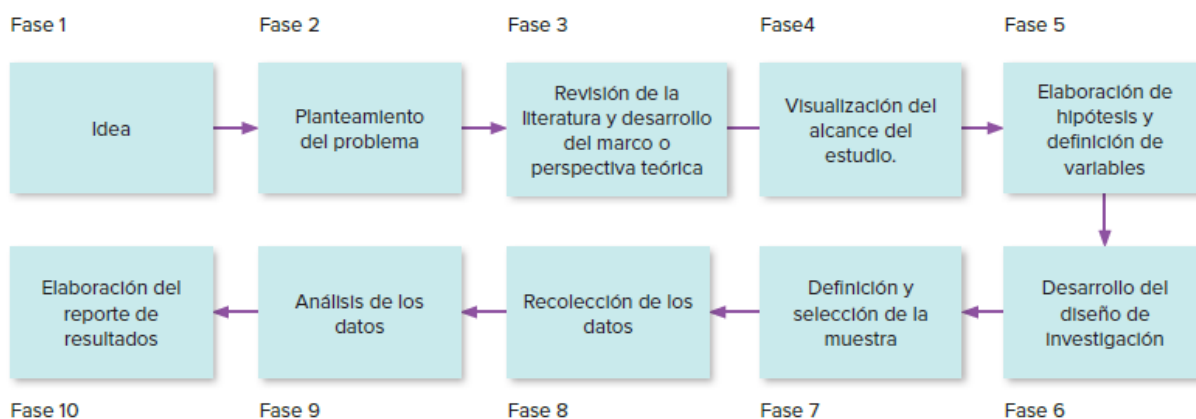 Fase 1
Fase 2
Fase 3
Fase4
Fase 5
Idea
Planteamiento
del problema
Revisión de la
literatura y desarrollo
del marco o
perspectiva teórica
Visualización del
alcance del
estudio.
Elaboración de
hipótesis y
definición de
variables
Elaboración del
reporte de
resultados
Análisis de los
datos
Recolección de los
datos
Definición y
selección de la
muestra
Desarrollo del
diseño de
investigación
Fase 10
Fase 9
Fase 8
Fase 7
Fase 6